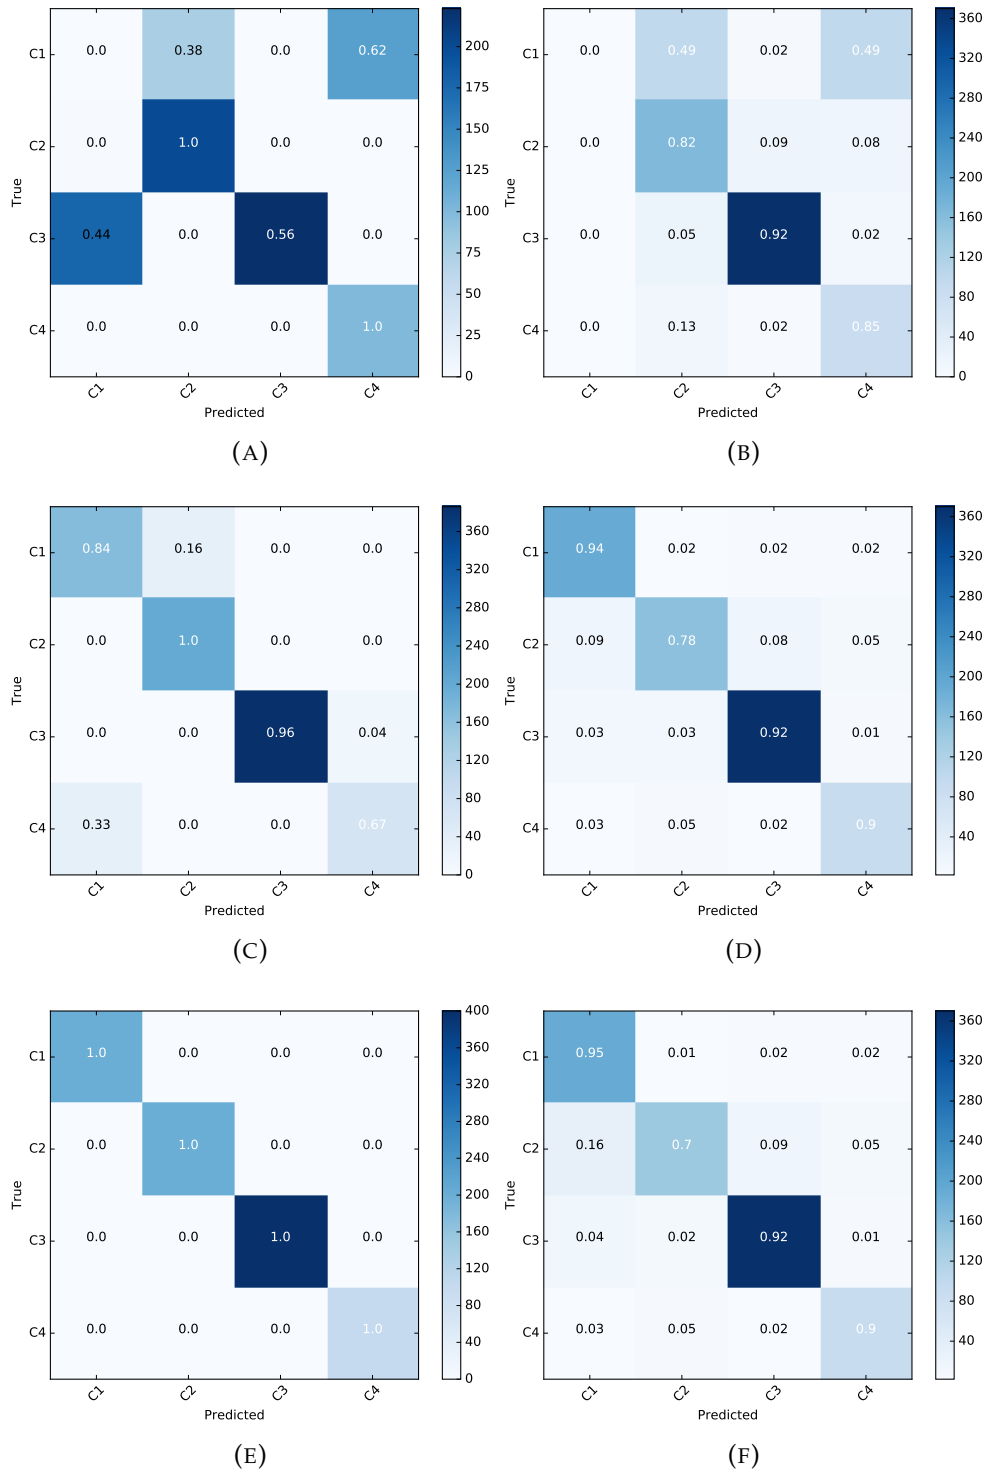 C1 0.0 0.38 0.0 0.62
C2 0.0 1.0 0.0 0.0
C3 0.44 0.0 0.56 0.0
C4 0.0 0.0 0.0 1.0
True
C1 C2 C3 C4
Predicted
200
175
150
125
100
75
50
25
0
(A)
C1 0.0 0.49 0.02 0.49
C2 0.0 0.82 0.09 0.08
C3 0.0 0.05 0.92 0.02
C4 0.0 0.13 0.02 0.85
True
C1 C2 C3 C4
Predicted
360
320
280
240
200
160
120
80
40
0
(B)
C1 0.84 0.16 0.0 0.0
C2 0.0 1.0 0.0 0.0
C3 0.0 0.0 0.96 0.04
C4 0.33 0.0 0.0 0.67
True
C1 C2 C3 C4
Predicted
360
320
280
240
200
160
120
80
40
0
(C)
C1 0.94 0.02 0.02 0.02
C2 0.09 0.78 0.08 0.05
C3 0.03 0.03 0.92 0.01
C4 0.03 0.05 0.02 0.9
True
C1 C2 C3 C4
Predicted
360
320
280
240
200
160
120
80
40
(D)
C1 1.0 0.0 0.0 0.0
C2 0.0 1.0 0.0 0.0
C3 0.0 0.0 1.0 0.0
C4 0.0 0.0 0.0 1.0
True
C1 C2 C3 C4
Predicted
400
360
320
280
240
200
160
120
80
40
0
(E)
C1 0.95 0.01 0.02 0.02
C2 0.16 0.7 0.09 0.05
C3 0.04 0.02 0.92 0.01
C4 0.03 0.05 0.02 0.9
True
C1 C2 C3 C4
Predicted
360
320
280
240
200
160
120
80
40
(F)